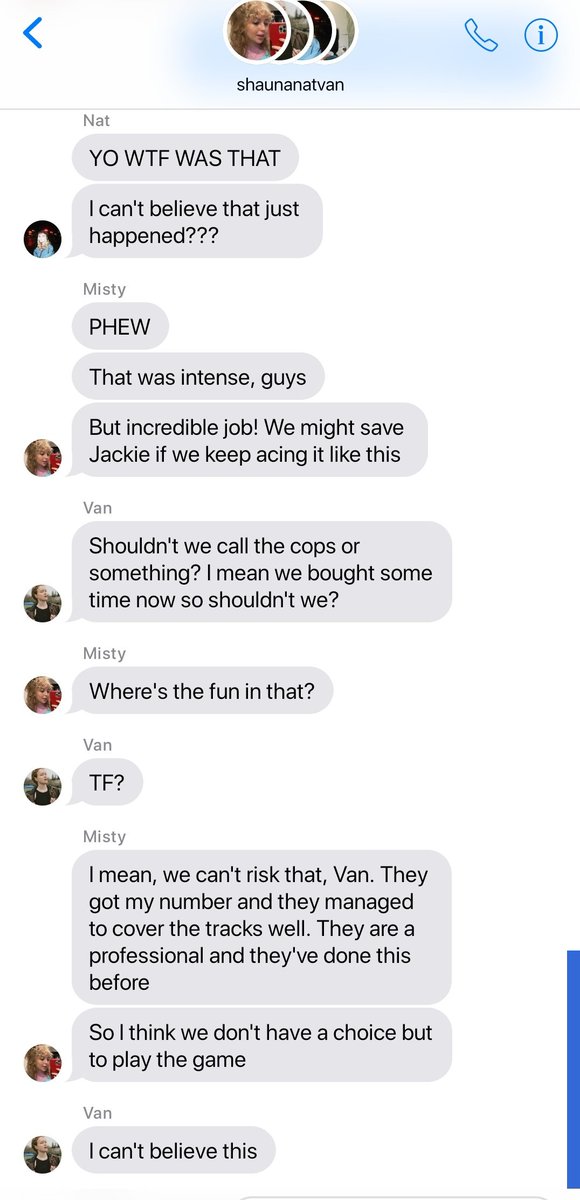 shaunanatvan
Nat
YO WTF WAS THAT
I can't believe that just
happened???
Misty
PHEW
That was intense, guys
But incredible job! We might save
Jackie if we keep acing it like this
Van
Shouldn't we call the cops or
something? I mean we bought some
time now so shouldn't we?
Misty
Where's the fun in that?
Van
TF?
Misty
I mean, we can't risk that, Van. They
got my number and they managed
to cover the tracks well. They are a
professional and they've done this
before
So I think we don't have a choice but
to play the game
Van
I can't believe this